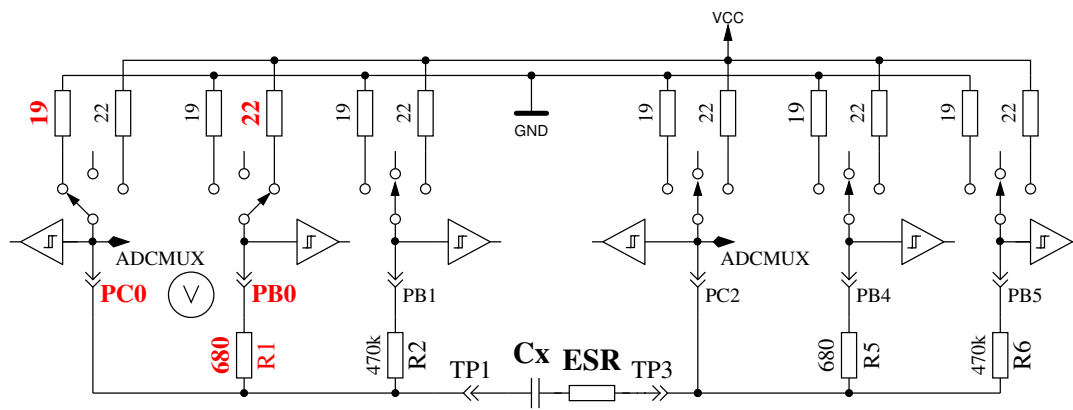 VCC
19
22
19
22
19
22
GND
19
22
19
22
19
22
ADCMUX
ADCMUX
PC0
V
PB0
PB1
PC2
PB4
PB5
680
R1
470k
R2
TP1
Cx
ESR
TP3
680
R5
470k
R6